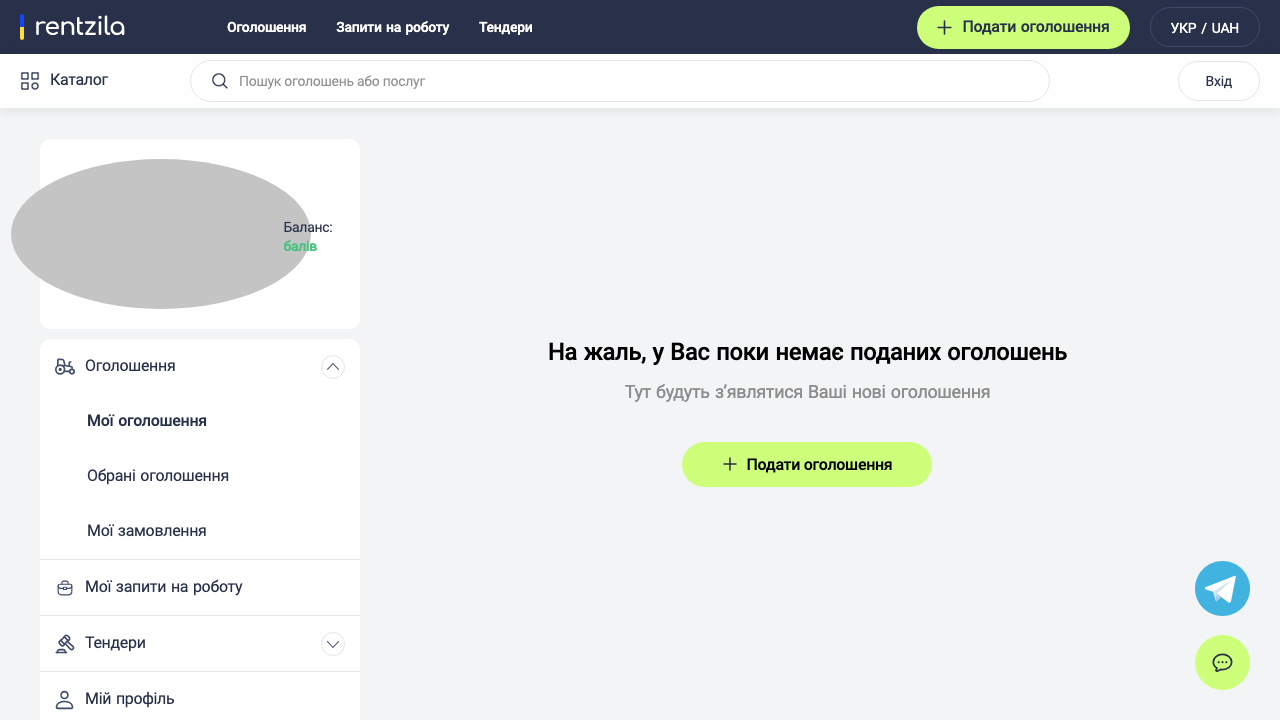 rentzila
Оголошення
Запити на роботу
Тендери
Подати оголошення
УКР / UAH
Каталог
Пошук оголошень або послуг
Вхід
Баланс:
балів
Оголошення
Мої оголошення
Обрані оголошення
Мої замовлення
Мої запити на роботу
Тендери
Мій профіль
На жаль, у Вас поки немає поданих оголошень
Тут будуть з’являтися Ваші нові оголошення
Подати оголошення